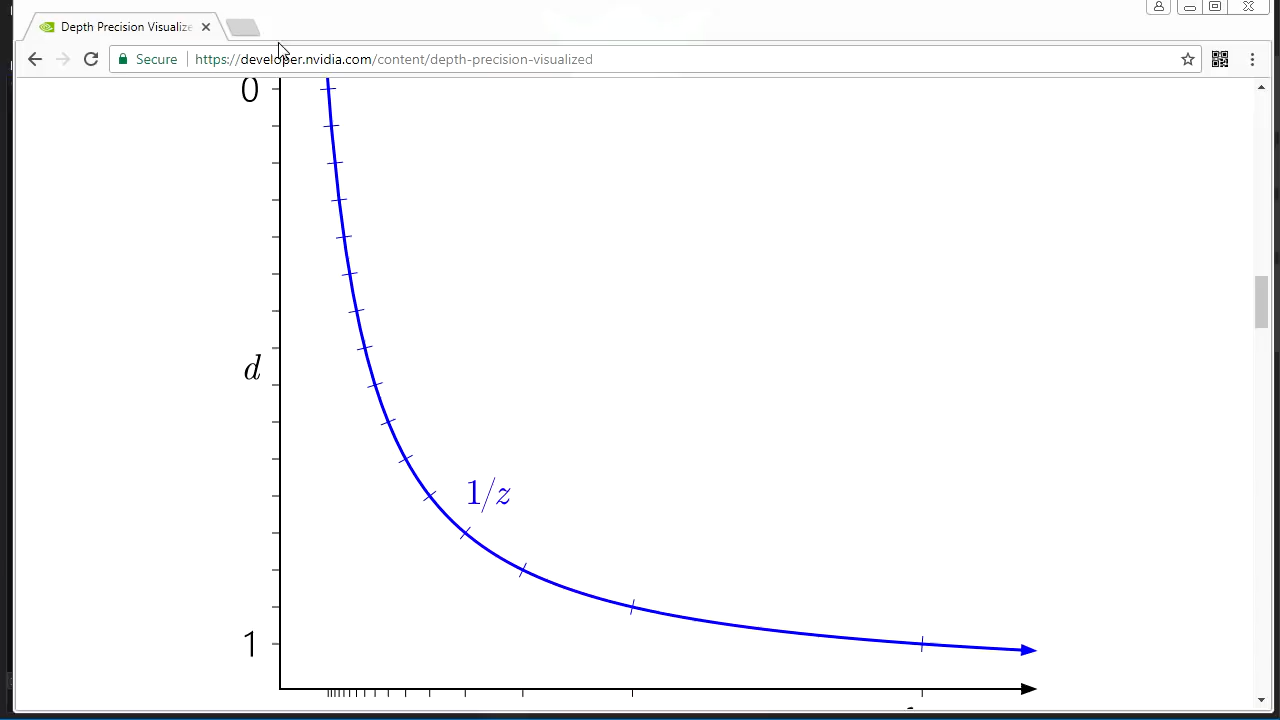 Depth Precision Visualize
Secure
https://developer.nvidia.com/content/depth-precision-visualized
0
d
1/z
1